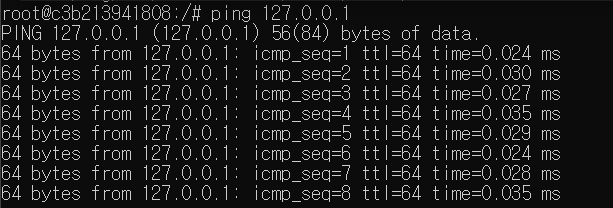 root@c3b213941808:/# ping 127.0.0.1
PING 127.0.0.1 (127.0.0.1) 56(84) bytes of data.
64 bytes from 127.0.0.1: icmp_seq=1 ttl=64 time=0.024 ms
64 bytes from 127.0.0.1: icmp_seq=2 ttl=64 time=0.030 ms
64 bytes from 127.0.0.1: icmp_seq=3 ttl=64 time=0.027 ms
64 bytes from 127.0.0.1: icmp_seq=4 ttl=64 time=0.035 ms
64 bytes from 127.0.0.1: icmp_seq=5 ttl=64 time=0.029 ms
64 bytes from 127.0.0.1: icmp_seq=6 ttl=64 time=0.024 ms
64 bytes from 127.0.0.1: icmp_seq=7 ttl=64 time=0.028 ms
64 bytes from 127.0.0.1: icmp_seq=8 ttl=64 time=0.035 ms